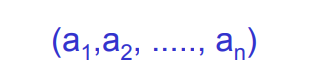 (a₁,a₂, ....., aₙ)